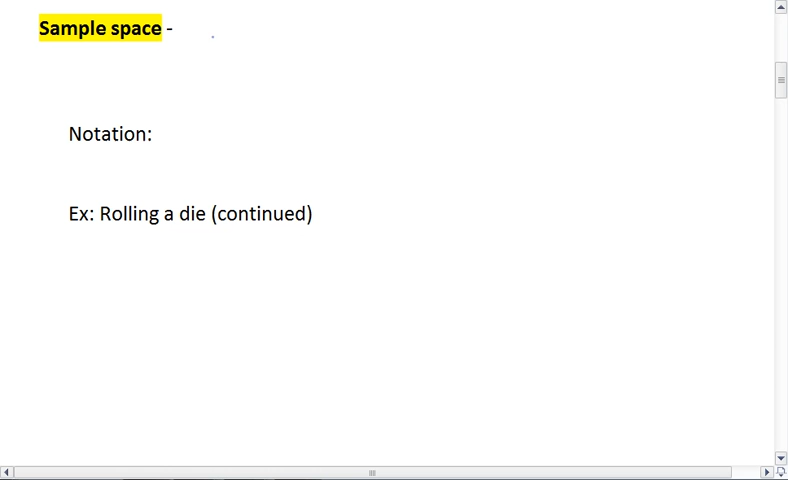 Sample space -
Notation:
Ex: Rolling a die (continued)